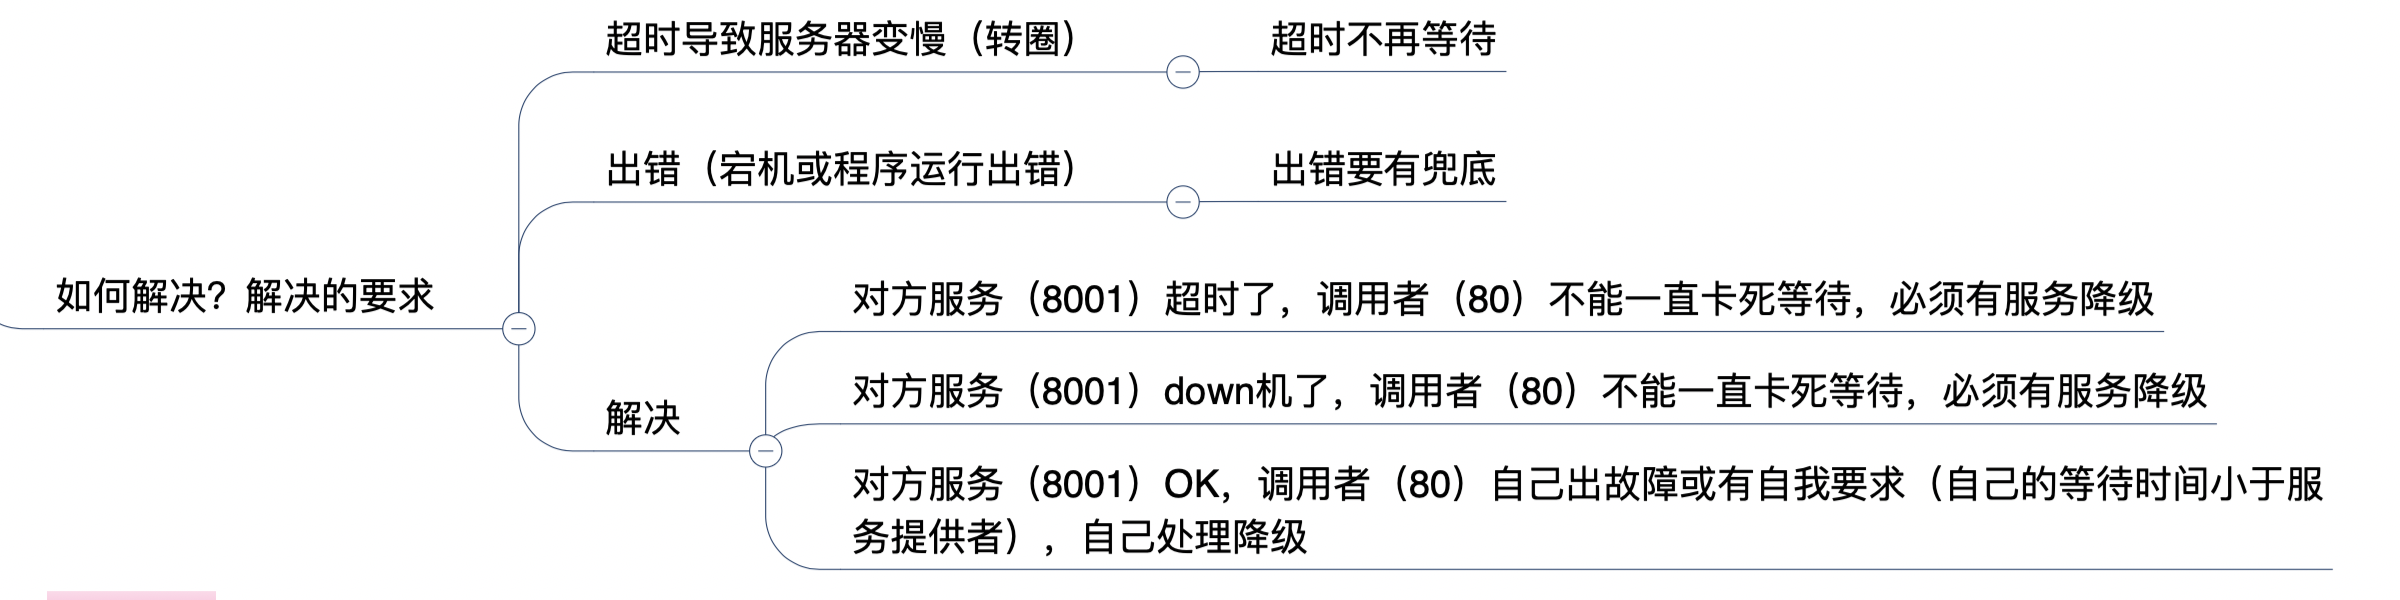 超时导致服务器变慢（转圈）
超时不再等待
出错（宕机或程序运行出错）
出错要有兜底
如何解决？解决的要求
对方服务（8001）超时了，调用者（80）不能一直卡死等待，必须有服务降级
对方服务（8001）down机了，调用者（80）不能一直卡死等待，必须有服务降级
解决
对方服务（8001）OK，调用者（80）自己出故障或有自我要求（自己的等待时间小于服
务提供者），自己处理降级